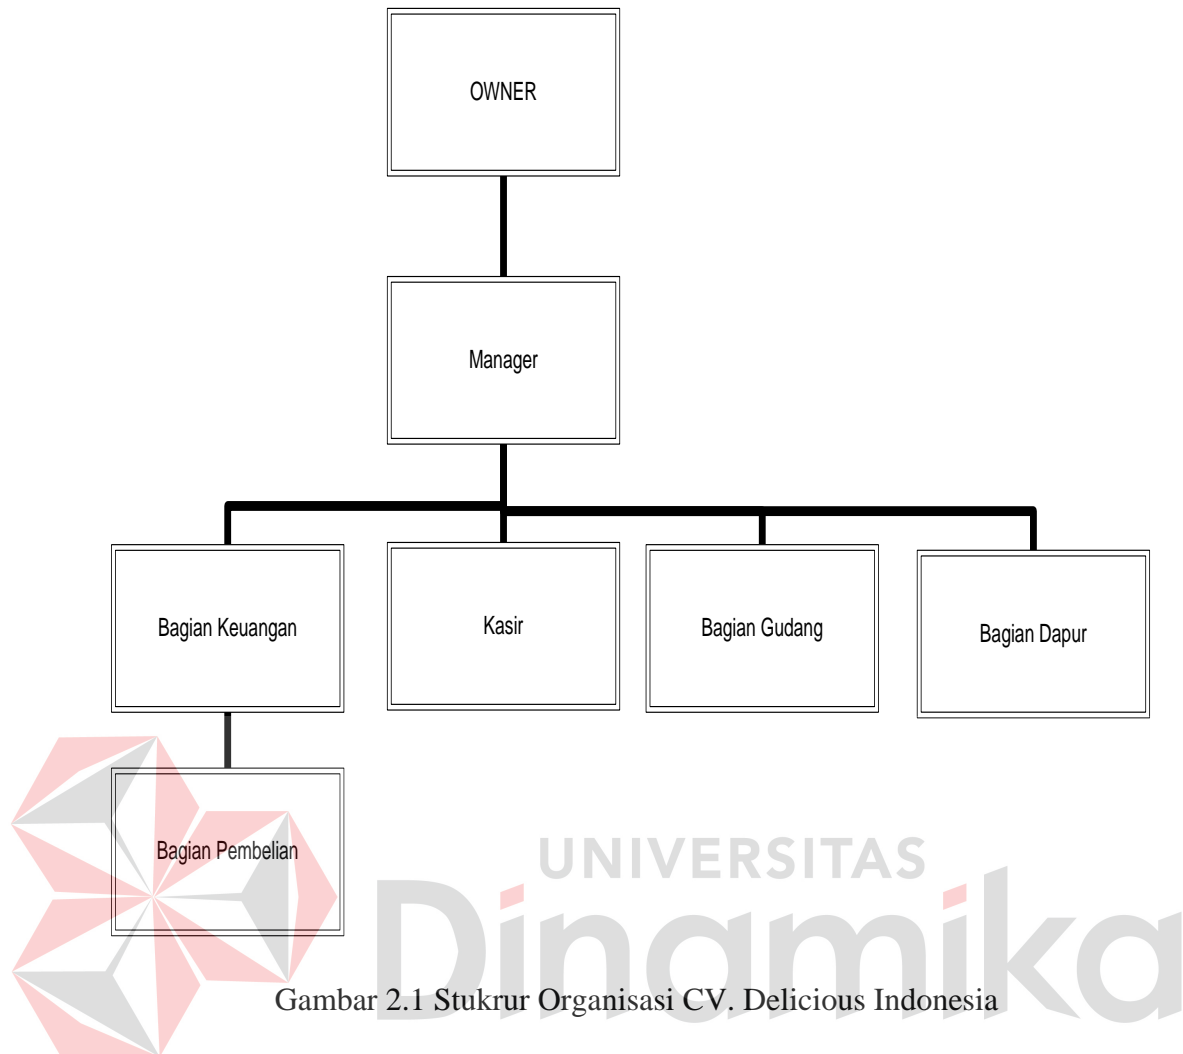 OWNER
Manager
Bagian Keuangan
Kasir
Bagian Gudang
Bagian Dapur
Bagian Pembelian
UNIVERSITAS
Dinamika
Gambar 2.1 Stukrur Organisasi CV. Delicious Indonesia